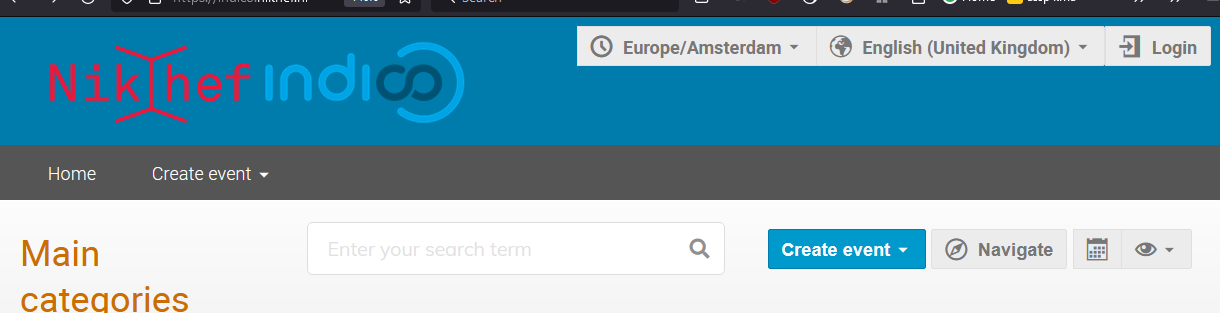 Europe/Amsterdam
English (United Kingdom)
Login
Nikhef indico
Home
Create event
Main
categories
Enter your search term
Create event
Navigate